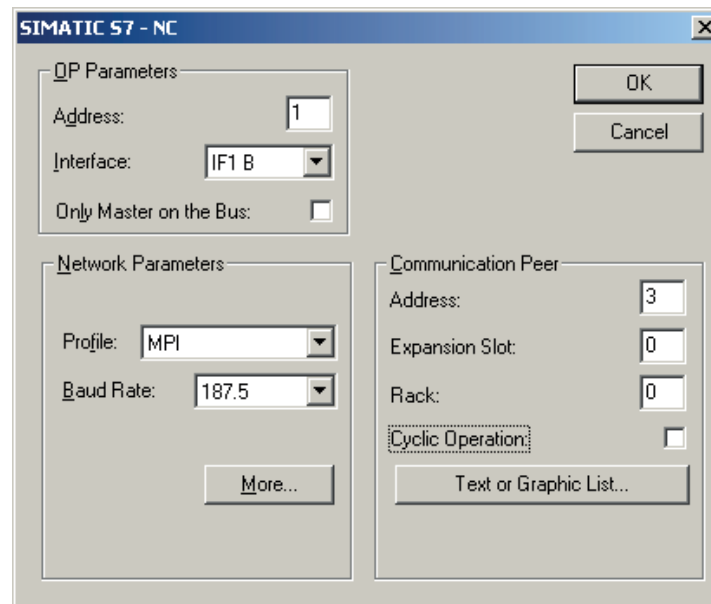 SIMATIC S7 - NC
OP Parameters
Address: 1
Interface: IF1 B
Only Master on the Bus:
OK
Cancel
Network Parameters
Profile: MPI
Baud Rate: 187.5
More...
Communication Peer
Address: 3
Expansion Slot: 0
Rack: 0
Cyclic Operation:
Text or Graphic List...